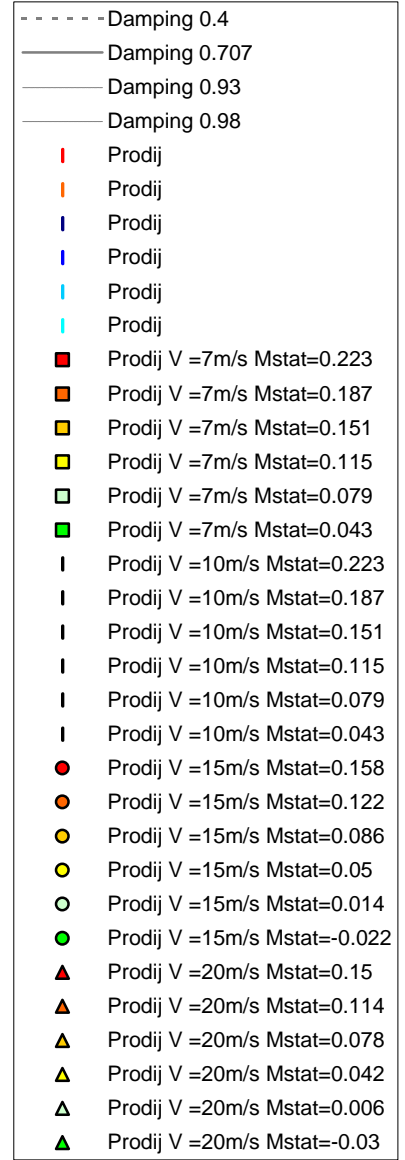 Damping 0.4
Damping 0.707
Damping 0.93
Damping 0.98
Prodij
Prodij
Prodij
Prodij
Prodij
Prodij
Prodij V =7m/s Mstat=0.223
Prodij V =7m/s Mstat=0.187
Prodij V =7m/s Mstat=0.151
Prodij V =7m/s Mstat=0.115
Prodij V =7m/s Mstat=0.079
Prodij V =7m/s Mstat=0.043
Prodij V =10m/s Mstat=0.223
Prodij V =10m/s Mstat=0.187
Prodij V =10m/s Mstat=0.151
Prodij V =10m/s Mstat=0.115
Prodij V =10m/s Mstat=0.079
Prodij V =10m/s Mstat=0.043
Prodij V =15m/s Mstat=0.158
Prodij V =15m/s Mstat=0.122
Prodij V =15m/s Mstat=0.086
Prodij V =15m/s Mstat=0.05
Prodij V =15m/s Mstat=0.014
Prodij V =15m/s Mstat=-0.022
Prodij V =20m/s Mstat=0.15
Prodij V =20m/s Mstat=0.114
Prodij V =20m/s Mstat=0.078
Prodij V =20m/s Mstat=0.042
Prodij V =20m/s Mstat=0.006
Prodij V =20m/s Mstat=-0.03